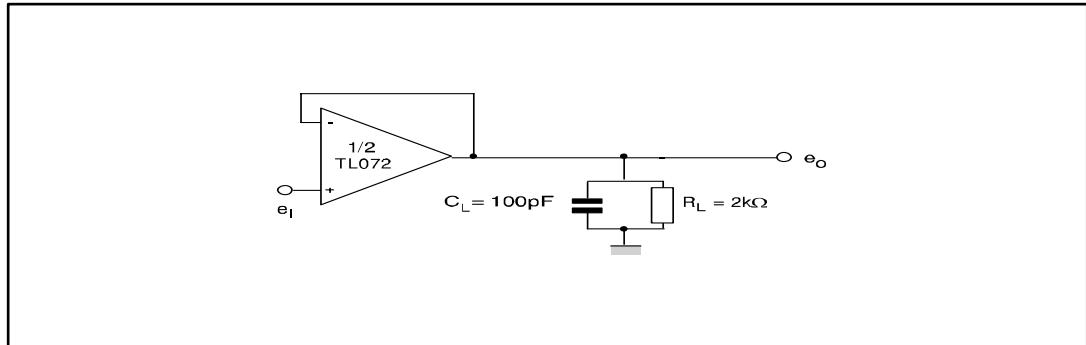 -
1/2
TL072
+
e_I
e_O
C_L= 100pF
R_L = 2kΩ